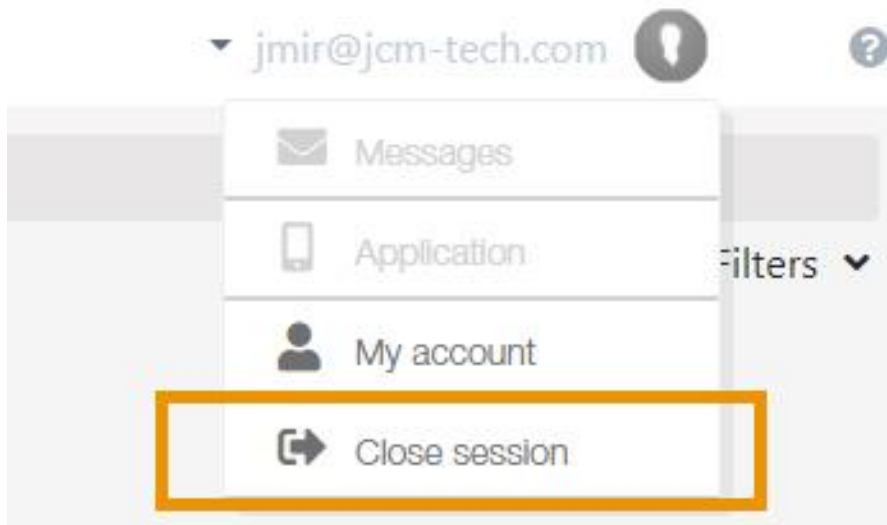 jmir@jcm-tech.com
Messages
Application
Filters
My account
Close session